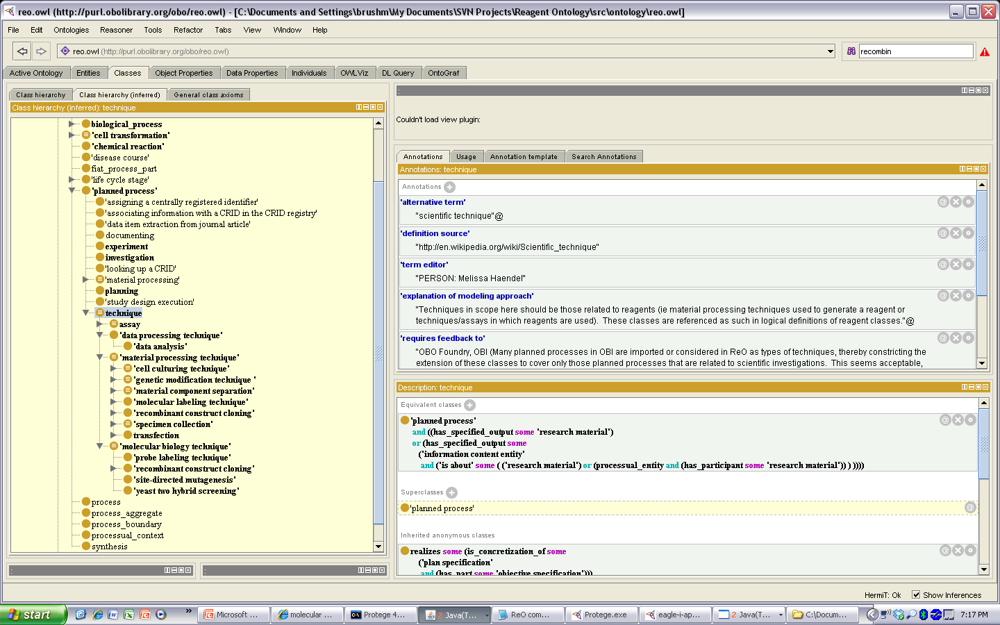 reo.owl (http://purl.obolibrary.org/obo/reo.owl) - [C:\Documents and Settings\brushm\My Documents\SVN Projects\Reagent Ontology\src\ontology\reo.owl]
File Edit Ontologies Reasoner Tools Refactor Tabs View Window Help
reo.owl (http://purl.obolibrary.org/obo/reo.owl)
recombin
Active Ontology Entities Classes Object Properties Data Properties Individuals OWLViz DL Query OntoGraf
Class hierarchy Class hierarchy (inferred) General class axioms
Class hierarchy (inferred): technique
biological_process
'cell transformation'
'chemical reaction'
'disease course'
fiat_process_part
'life cycle stage'
'planned process'
'assigning a centrally registered identifier'
'associating information with a CRID in the CRID registry'
'data item extraction from journal article'
documenting
experiment
investigation
'looking up a CRID'
'material processing'
planning
'study design execution'
technique
assay
'data processing technique'
'data analysis'
'material processing technique'
'cell culturing technique'
'genetic modification technique '
'material component separation'
'molecular labeling technique'
'recombinant construct cloning'
'specimen collection'
transfection
'molecular biology technique'
'probe labeling technique'
'recombinant construct cloning'
'site-directed mutagenesis'
'yeast two hybrid screening'
process
process_aggregate
process_boundary
processual_context
synthesis
:
:
:
Couldn't load view plugin:
Annotations Usage Annotation template Search Annotations
Annotations: technique
Annotations
'alternative term'
"scientific technique"@
'definition source'
"http://en.wikipedia.org/wiki/Scientific_technique"
'term editor'
"PERSON: Melissa Haendel"
'explanation of modeling approach'
"Techniques in scope here should be those related to reagents (ie material processing techniques used to generate a reagent or
techniques/assays in which reagents are used).  These classes are referenced as such in logical definitions of reagent classes."@
'requires feedback to'
"OBO Foundry, OBI (Many planned processes in OBI are imported or considered in ReO as types of techniques, thereby constricting the
extension of these classes to cover only those planned processes that are related to scientific investigations.  This seems acceptable,
Description: technique
Equivalent classes
'planned process'
and ((has_specified_output some 'research material')
or (has_specified_output some
('information content entity'
and ('is about' some ( ('research material') or (processual_entity and (has_participant some 'research material')) ) ))))
Superclasses
'planned process'
Inherited anonymous classes
realizes some (is_concretization_of some
('plan specification'
and (has_part some 'objective specification')))
HermiT: Ok Show Inferences
start Microsoft ... molecular ... Protege 4... 2 Java(T... ReO com... Protege.exe eagle-i-ap... 2 Java(T... C:\Docum... 7:17 PM